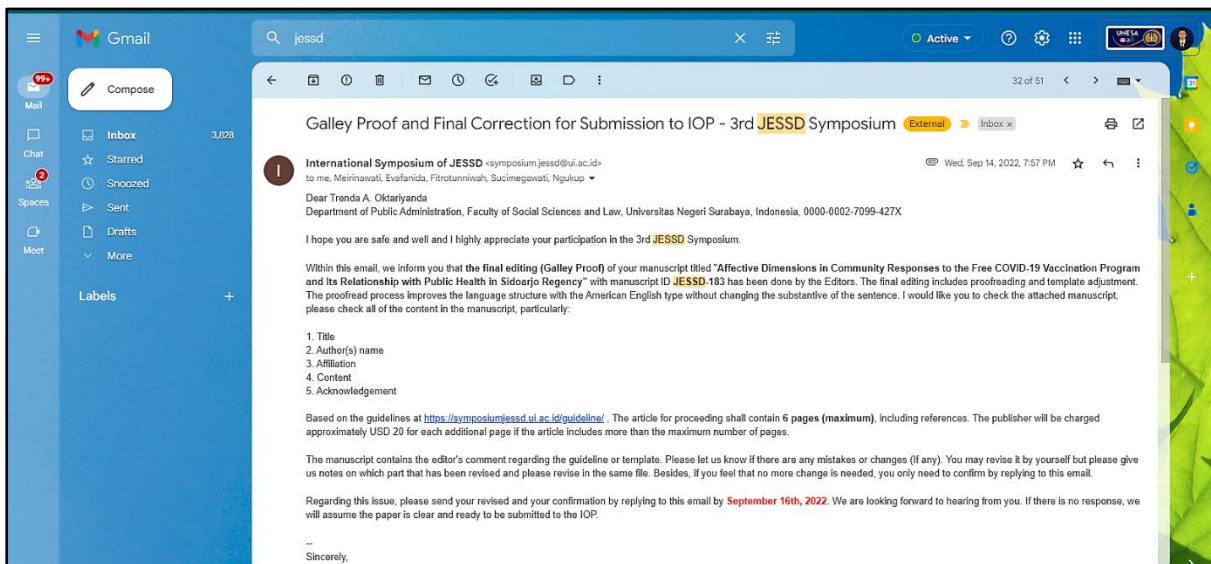 Gmail
jessd
Active
UNESA
99+
Mail
Compose
32 of 51
31
Galley Proof and Final Correction for Submission to IOP - 3rd JESSD Symposium External Inbox x
Inbox 3,828
Chat
Starred
International Symposium of JESSD <symposium.jessd@ui.ac.id> Wed, Sep 14, 2022, 7:57 PM
I
to me, Meirinawati, Evafanida, Fitrotunniwah, Sucimegawati, Ngukup
2
Snoozed
Spaces
Sent
Meet
Drafts
More
Labels +
Dear Trenda A. Oktariyanda
Department of Public Administration, Faculty of Social Sciences and Law, Universitas Negeri Surabaya, Indonesia, 0000-0002-7099-427X
I hope you are safe and well and I highly appreciate your participation in the 3rd JESSD Symposium.
Within this email, we inform you that the final editing (Galley Proof) of your manuscript titled "Affective Dimensions in Community Responses to the Free COVID-19 Vaccination Program
and Its Relationship with Public Health in Sidoarjo Regency" with manuscript ID JESSD-183 has been done by the Editors. The final editing includes proofreading and template adjustment.
The proofread process improves the language structure with the American English type without changing the substantive of the sentence. I would like you to check the attached manuscript,
please check all of the content in the manuscript, particularly:
1. Title
2. Author(s) name
3. Affiliation
4. Content
5. Acknowledgement
Based on the guidelines at https://symposiumjessd.ui.ac.id/guideline/ , The article for proceeding shall contain 6 pages (maximum), including references. The publisher will be charged
approximately USD 20 for each additional page if the article includes more than the maximum number of pages.
The manuscript contains the editor's comment regarding the guideline or template. Please let us know if there are any mistakes or changes (If any). You may revise it by yourself but please give
us notes on which part that has been revised and please revise in the same file. Besides, if you feel that no more change is needed, you only need to confirm by replying to this email.
Regarding this issue, please send your revised and your confirmation by replying to this email by September 16th, 2022. We are looking forward to hearing from you. If there is no response, we
will assume the paper is clear and ready to be submitted to the IOP.
--
Sincerely,